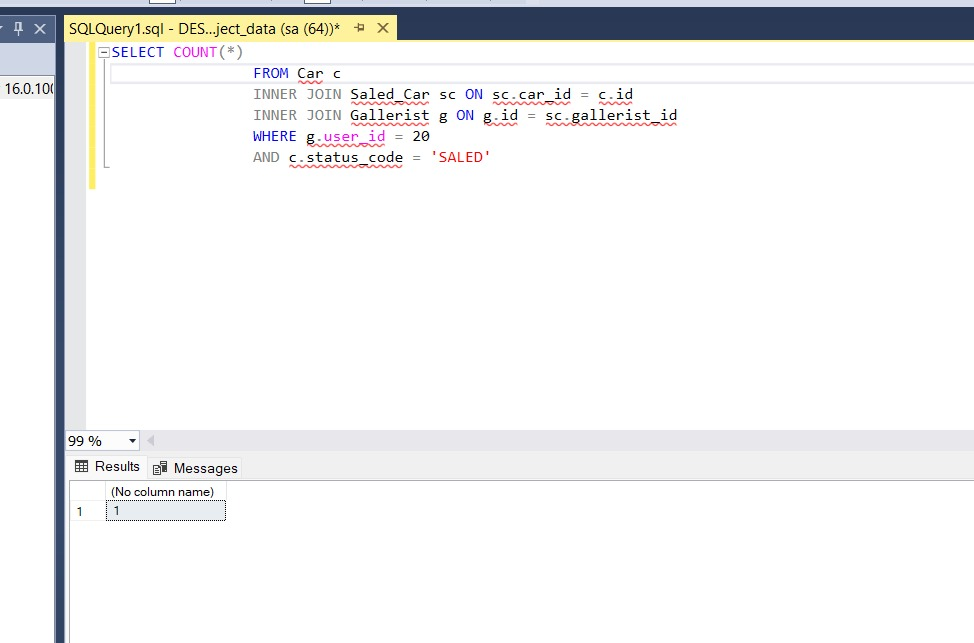 SQLQuery1.sql - DES...ject_data (sa (64))*
16.0.100
SELECT COUNT(*)
FROM Car c
INNER JOIN Saled_Car sc ON sc.car_id = c.id
INNER JOIN Gallerist g ON g.id = sc.gallerist_id
WHERE g.user_id = 20
AND c.status_code = 'SALED'
99 %
Results Messages
(No column name)
1 1